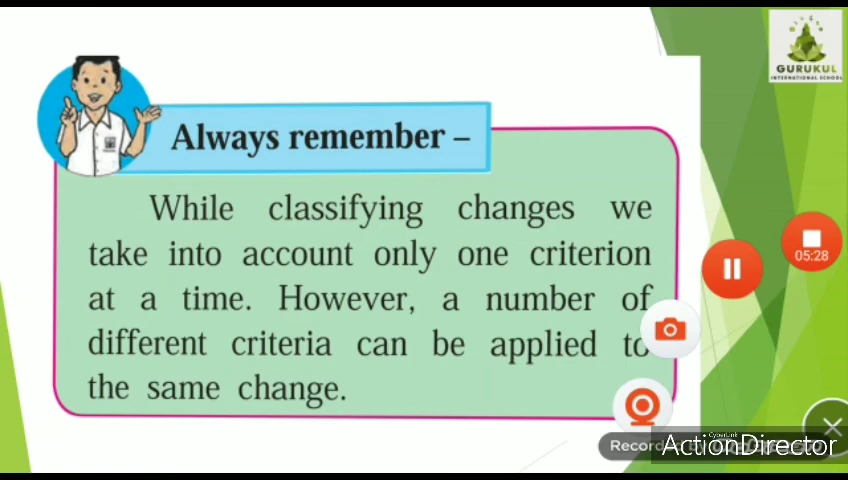 GURUKUL
INTERNATIONAL SCHOOL
Always remember –
While classifying changes we
take into account only one criterion
at a time. However, a number of
different criteria can be applied to
the same change.
05:28
CyberLink
ActionDirector